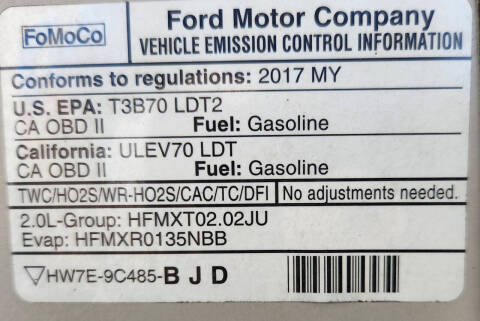 FoMoCo
Ford Motor Company
VEHICLE EMISSION CONTROL INFORMATION
Conforms to regulations: 2017 MY
U.S. EPA: T3B70 LDT2
CA OBD II Fuel: Gasoline
California: ULEV70 LDT
CA OBD II Fuel: Gasoline
TWC/HO2S/WR-HO2S/CAC/TC/DFI No adjustments needed.
2.0L-Group: HFMXT02.02JU
Evap: HFMXR0135NBB
HW7E-9C485-B J D